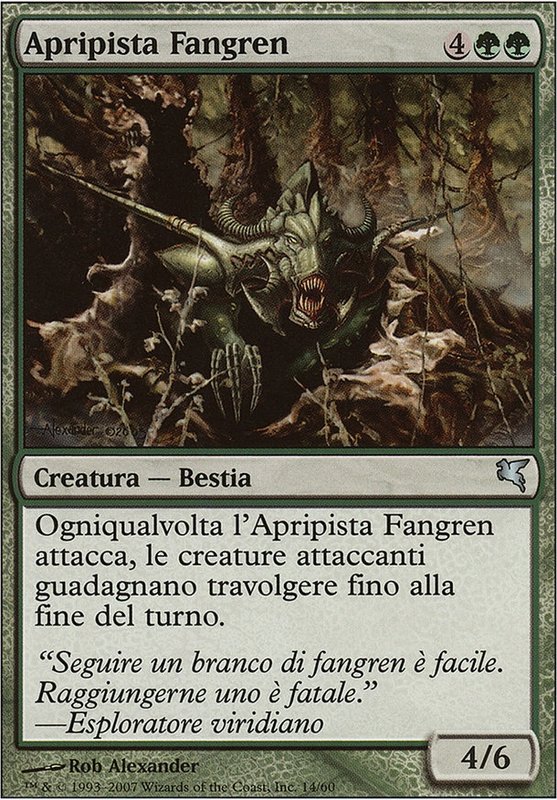 Apripista Fangren
4
Alexander ©2005
Creatura — Bestia
Ogniqualvolta l'Apripista Fangren
attacca, le creature attaccanti
guadagnano travolgere fino alla
fine del turno.
"Seguire un branco di fangren è facile.
Raggiungerne uno è fatale."
—Esploratore viridiano
4/6
Rob Alexander
™ & © 1993–2007 Wizards of the Coast, Inc. 14/60